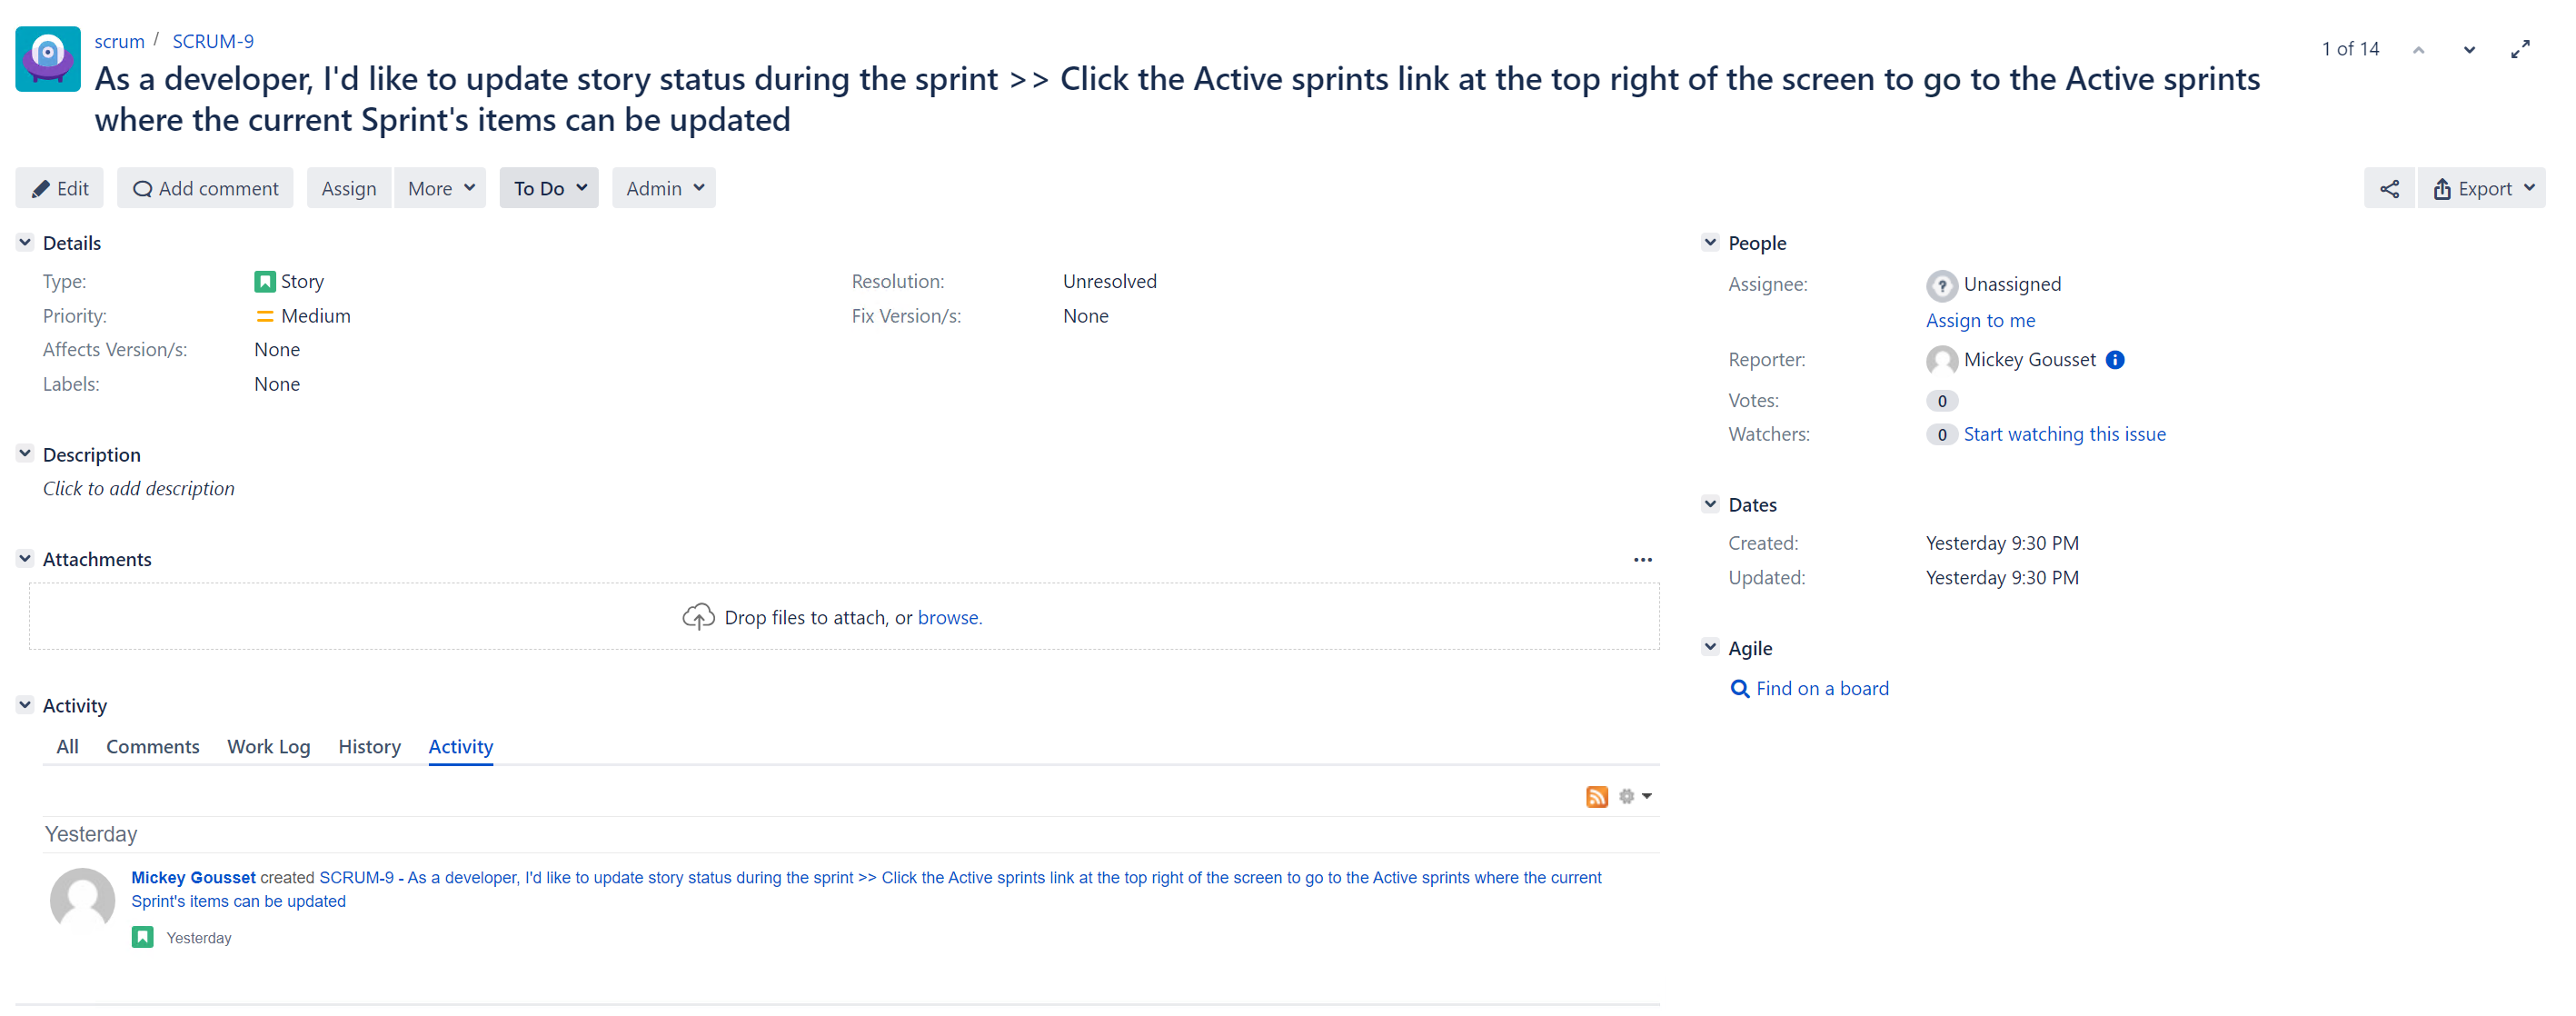 scrum / SCRUM-9
1 of 14
As a developer, I'd like to update story status during the sprint >> Click the Active sprints link at the top right of the screen to go to the Active sprints
where the current Sprint's items can be updated
Edit Add comment Assign More To Do Admin Export
Details
Type: Story Resolution: Unresolved
Priority: Medium Fix Version/s: None
Affects Version/s: None
Labels: None
Description
Click to add description
Attachments
Drop files to attach, or browse.
Activity
All Comments Work Log History Activity
Yesterday
Mickey Gousset created SCRUM-9 - As a developer, I'd like to update story status during the sprint >> Click the Active sprints link at the top right of the screen to go to the Active sprints where the current
Sprint's items can be updated
Yesterday
People
Assignee: Unassigned
Assign to me
Reporter: Mickey Gousset
Votes: 0
Watchers: 0 Start watching this issue
Dates
Created: Yesterday 9:30 PM
Updated: Yesterday 9:30 PM
Agile
Find on a board